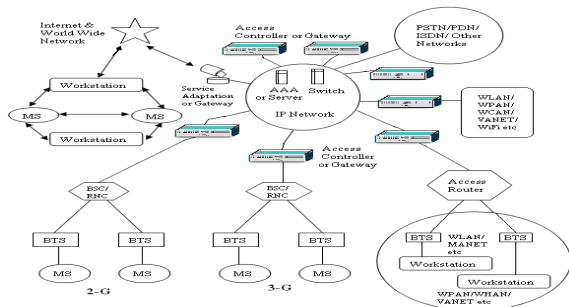 Internet &
World Wide
Network
Access
Controller or Gateway
PSTN/PDN/
ISDN/ Other
Networks
Workstation
MS
MS
Workstation
Service
Adaptation
or Gateway
AAA
or Server
Switch
IP Network
WLAN/
WPAN/
WCAN/
VANET/
WiFi etc
Access
Controller
or Gateway
BSC/
RNC
BSC/
RNC
Access
Router
BTS
BTS
BTS
BTS
BTS
WLAN/
MANET
etc
BTS
MS
MS
MS
MS
Workstation
Workstation
2-G
3-G
WPAN/WHAN/
VANET etc